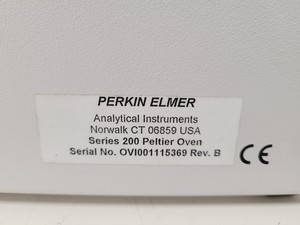 PERKIN ELMER
Analytical Instruments
Norwalk CT 06859 USA
Series 200 Peltier Oven
Serial No. OVI001115369 Rev. B
CE